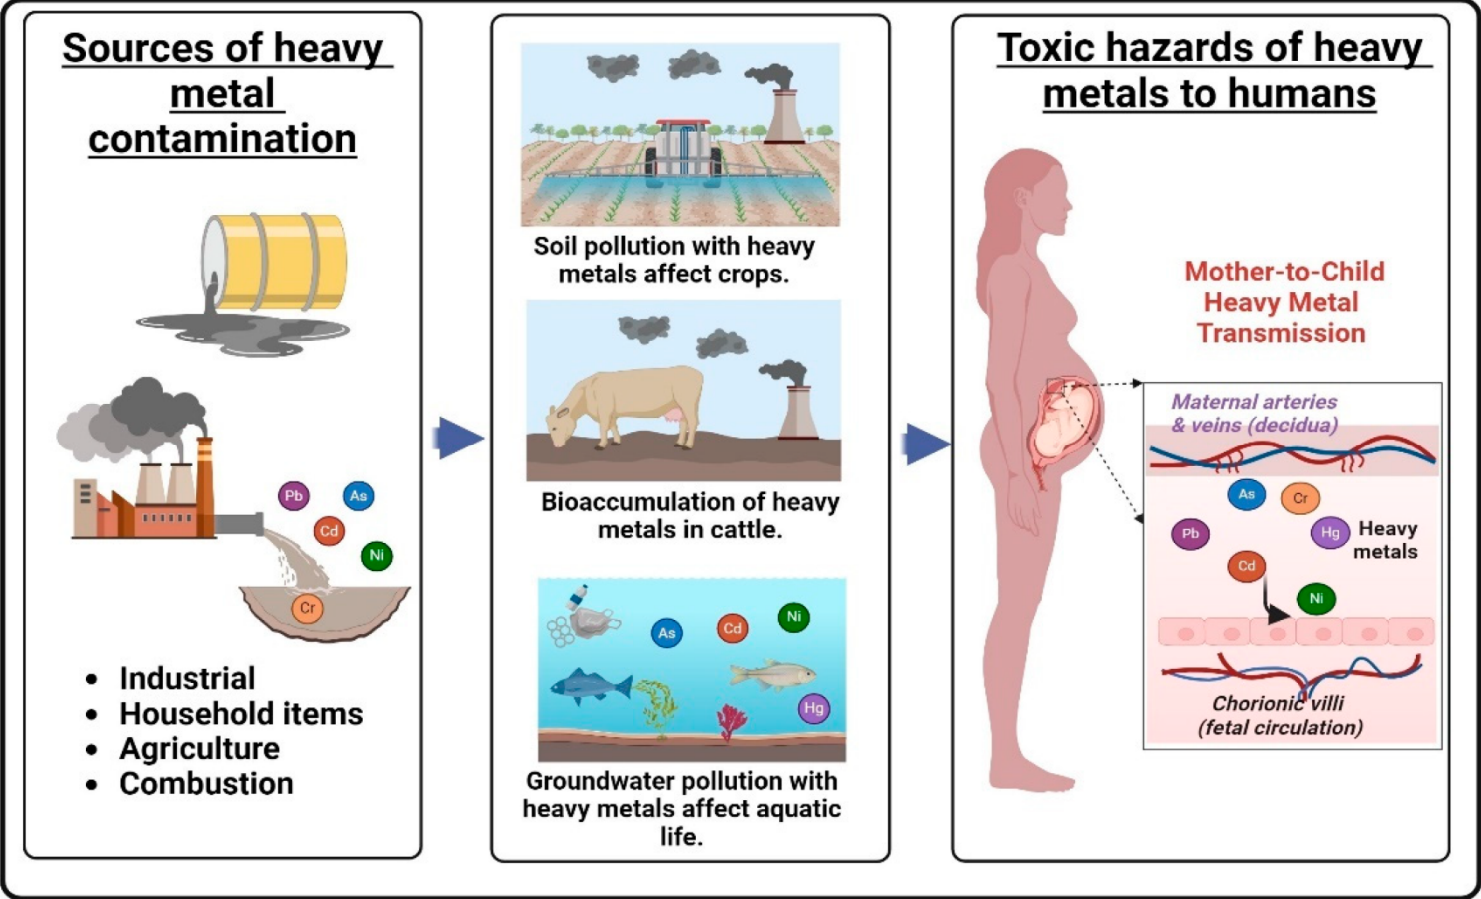 Sources of heavy
metal
contamination
Pb
As
Cd
Ni
Cr
• Industrial
• Household items
• Agriculture
• Combustion
Soil pollution with heavy
metals affect crops.
Bioaccumulation of heavy
metals in cattle.
As
Cd
Ni
Hg
Groundwater pollution with
heavy metals affect aquatic
life.
Toxic hazards of heavy
metals to humans
Mother-to-Child
Heavy Metal
Transmission
Maternal arteries
& veins (decidua)
As
Cr
Pb
Hg
Heavy
metals
Cd
Ni
Chorionic villi
(fetal circulation)